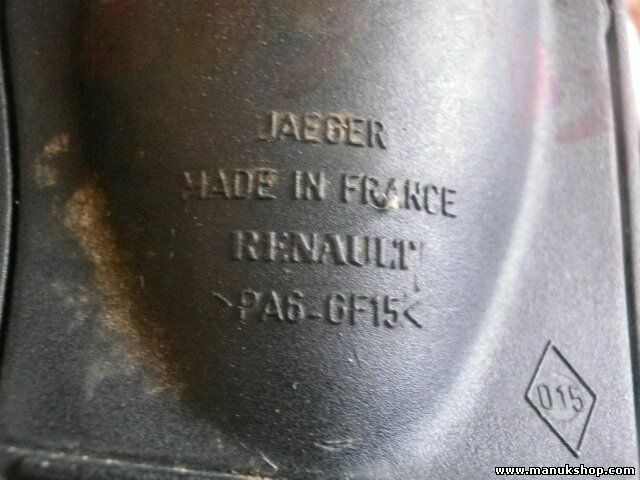 JAEGER
MADE IN FRANCE
RENAULT
>PA6-GF15<
015
www.manukshop.com